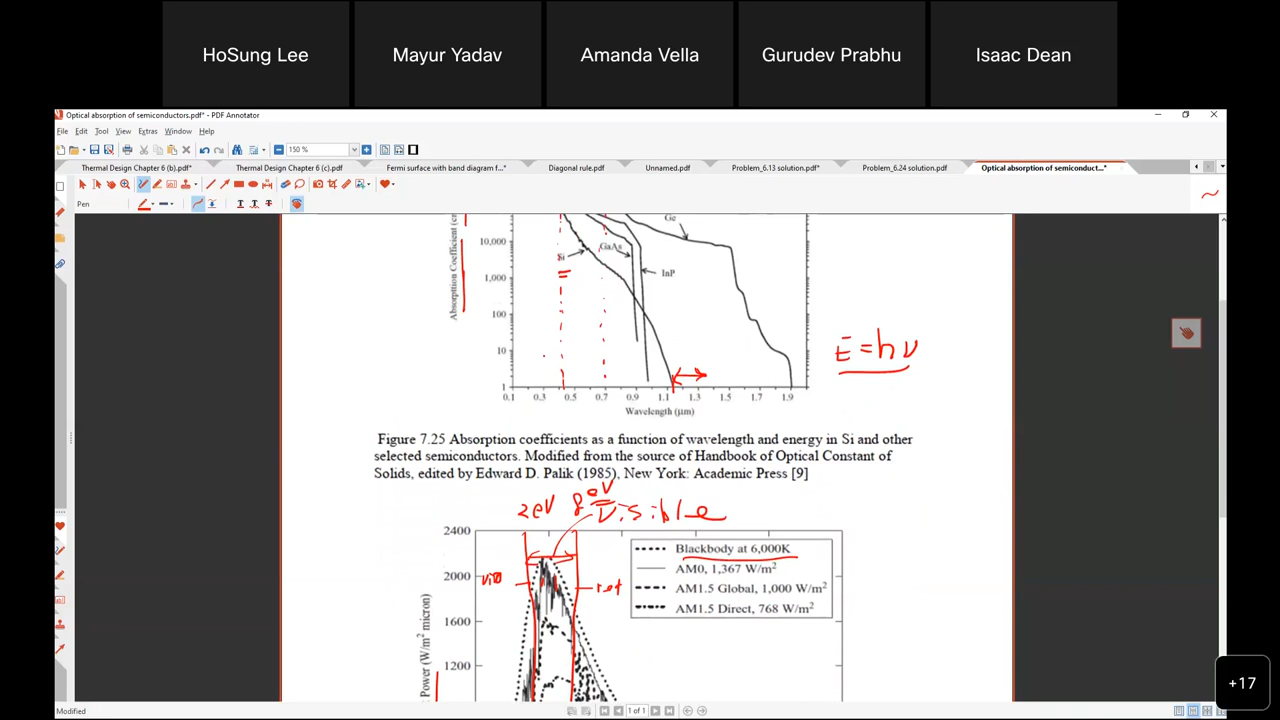 HoSung Lee
Mayur Yadav
Amanda Vella
Gurudev Prabhu
Isaac Dean
Optical absorption of semiconductors.pdf* - PDF Annotator
File Edit Tool View Extras Window Help
150 %
Thermal Design Chapter 6 (b).pdf* Thermal Design Chapter 6 (c).pdf Fermi surface with band diagram f...* Diagonal rule.pdf Unnamed.pdf Problem_6.13 solution.pdf* Problem_6.24 solution.pdf Optical absorption of semiconduct...*
Pen
Absorption Coefficient (c
10,000
1,000
100
10
1
Ge
GaAs
Si
InP
0.1 0.3 0.5 0.7 0.9 1.1 1.3 1.5 1.7 1.9
Wavelength (μm)
E = hν
Figure 7.25 Absorption coefficients as a function of wavelength and energy in Si and other
selected semiconductors. Modified from the source of Handbook of Optical Constant of
Solids, edited by Edward D. Palik (1985), New York: Academic Press [9]
2eV
eV
Visible
2400
2000
1600
1200
Power (W/m² micron)
Blackbody at 6,000K
AM0, 1,367 W/m²
AM1.5 Global, 1,000 W/m²
AM1.5 Direct, 768 W/m²
Modified
1 of 1
+17